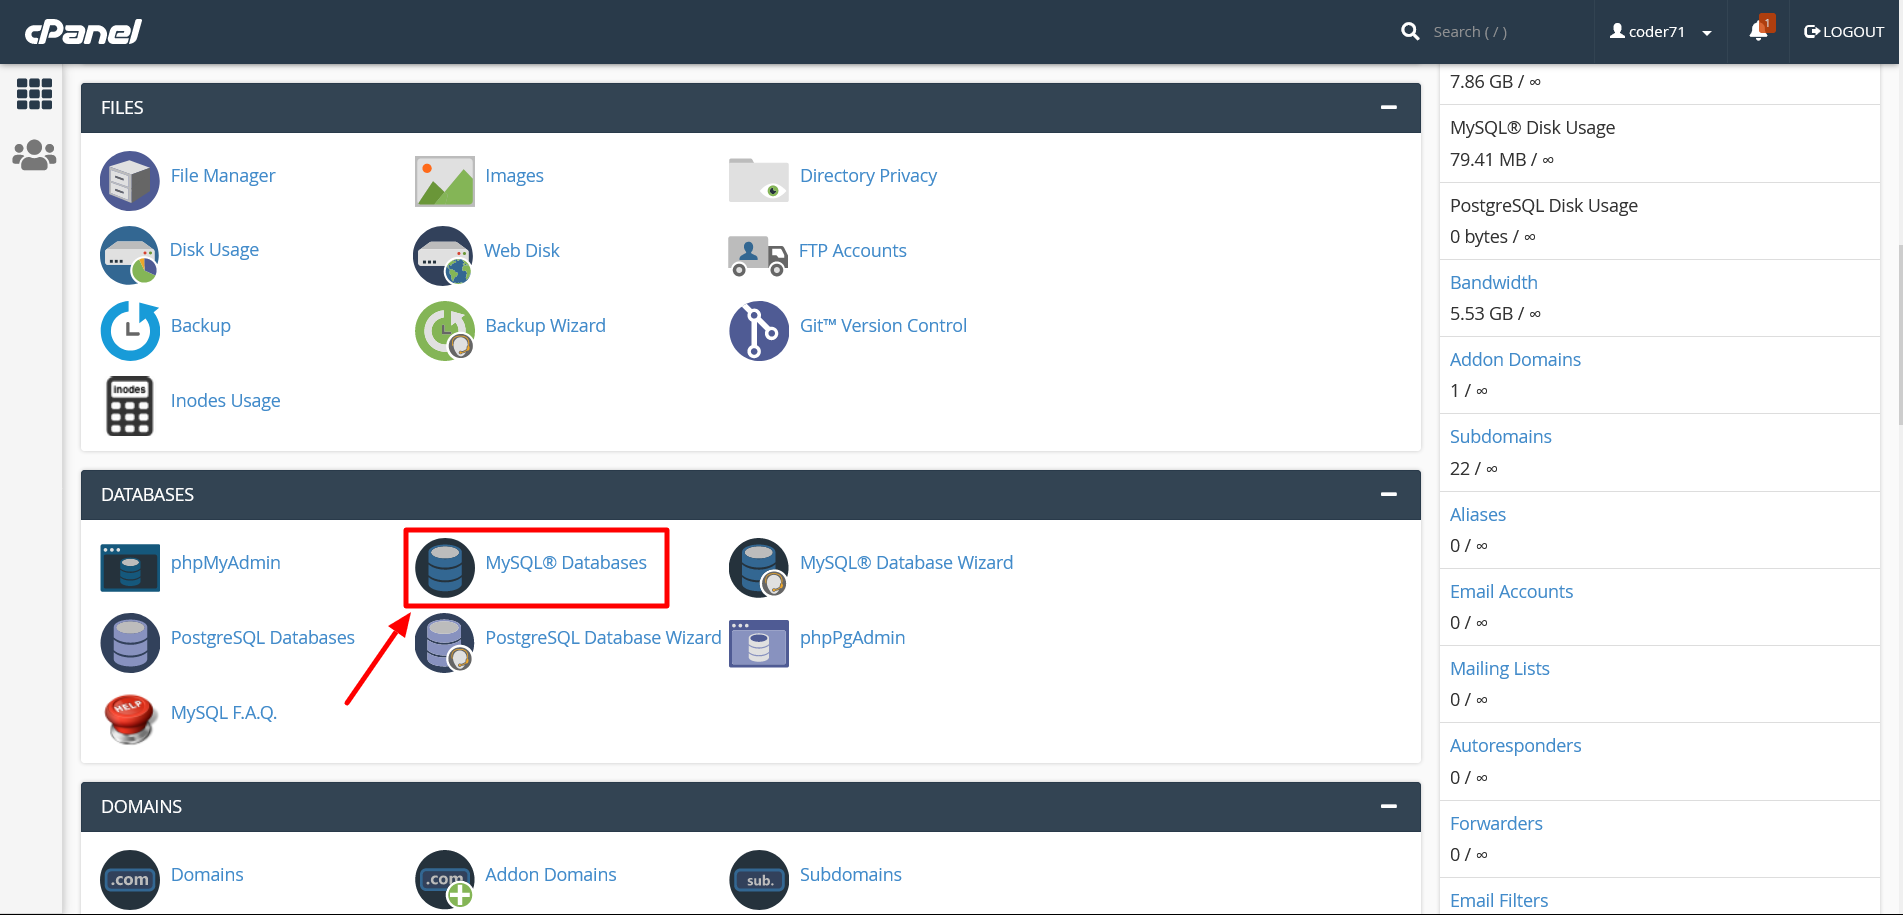 cPanel
Search ( / )
coder71
1
LOGOUT
FILES
File Manager
Images
Directory Privacy
Disk Usage
Web Disk
FTP Accounts
Backup
Backup Wizard
Git™ Version Control
inodes
Inodes Usage
DATABASES
phpMyAdmin
MySQL® Databases
MySQL® Database Wizard
PostgreSQL Databases
PostgreSQL Database Wizard
phpPgAdmin
HELP
MySQL F.A.Q.
DOMAINS
.com
Domains
.com
Addon Domains
sub.
Subdomains
7.86 GB / ∞
MySQL® Disk Usage
79.41 MB / ∞
PostgreSQL Disk Usage
0 bytes / ∞
Bandwidth
5.53 GB / ∞
Addon Domains
1 / ∞
Subdomains
22 / ∞
Aliases
0 / ∞
Email Accounts
0 / ∞
Mailing Lists
0 / ∞
Autoresponders
0 / ∞
Forwarders
0 / ∞
Email Filters